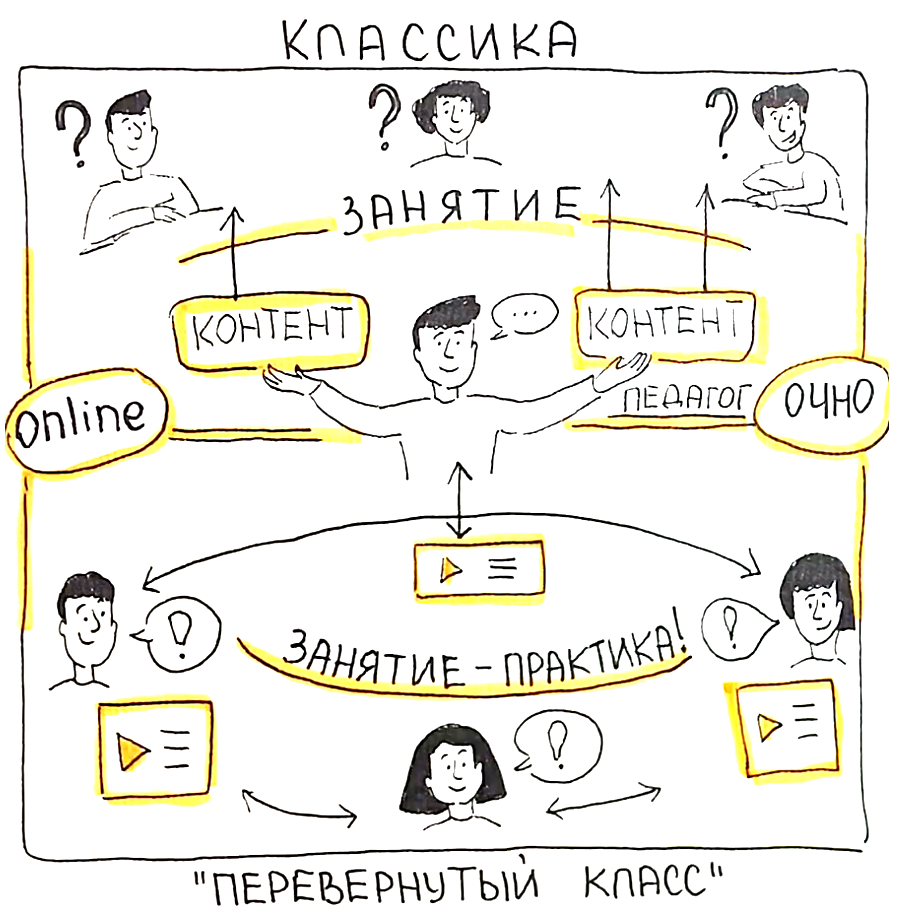 КЛАССИКА
? ? ?
ЗАНЯТИЕ
КОНТЕНТ
...
КОНТЕНТ
ПЕДАГОГ
online
ОЧНО
!
ЗАНЯТИЕ - ПРАКТИКА!
!
!
"ПЕРЕВЕРНУТЫЙ КЛАСС"